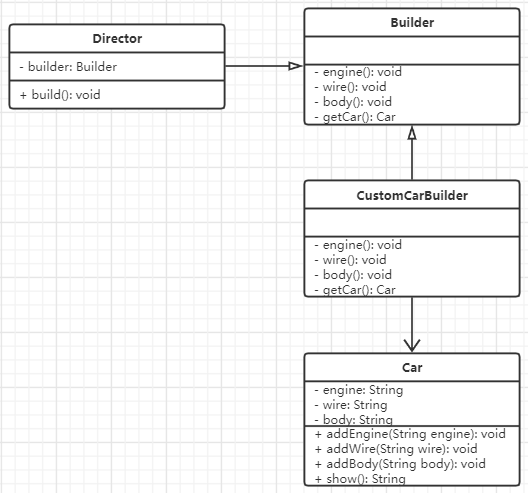 Director
- builder: Builder
+ build(): void
Builder
- engine(): void
- wire(): void
- body(): void
- getCar(): Car
CustomCarBuilder
- engine(): void
- wire(): void
- body(): void
- getCar(): Car
Car
- engine: String
- wire: String
- body: String
+ addEngine(String engine): void
+ addWire(String wire): void
+ addBody(String body): void
+ show(): String